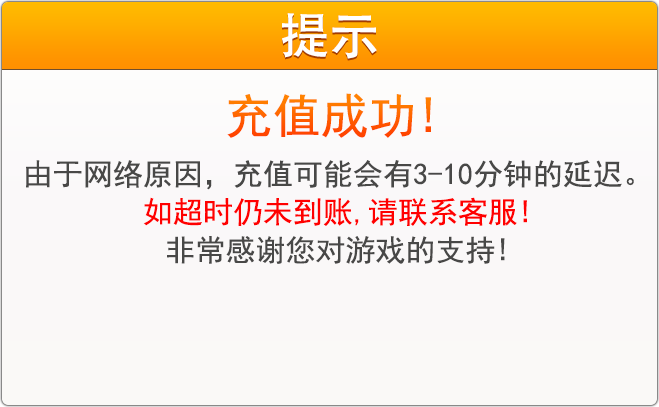 提示
充值成功!
由于网络原因，充值可能会有3-10分钟的延迟。
如超时仍未到账,请联系客服!
非常感谢您对游戏的支持!